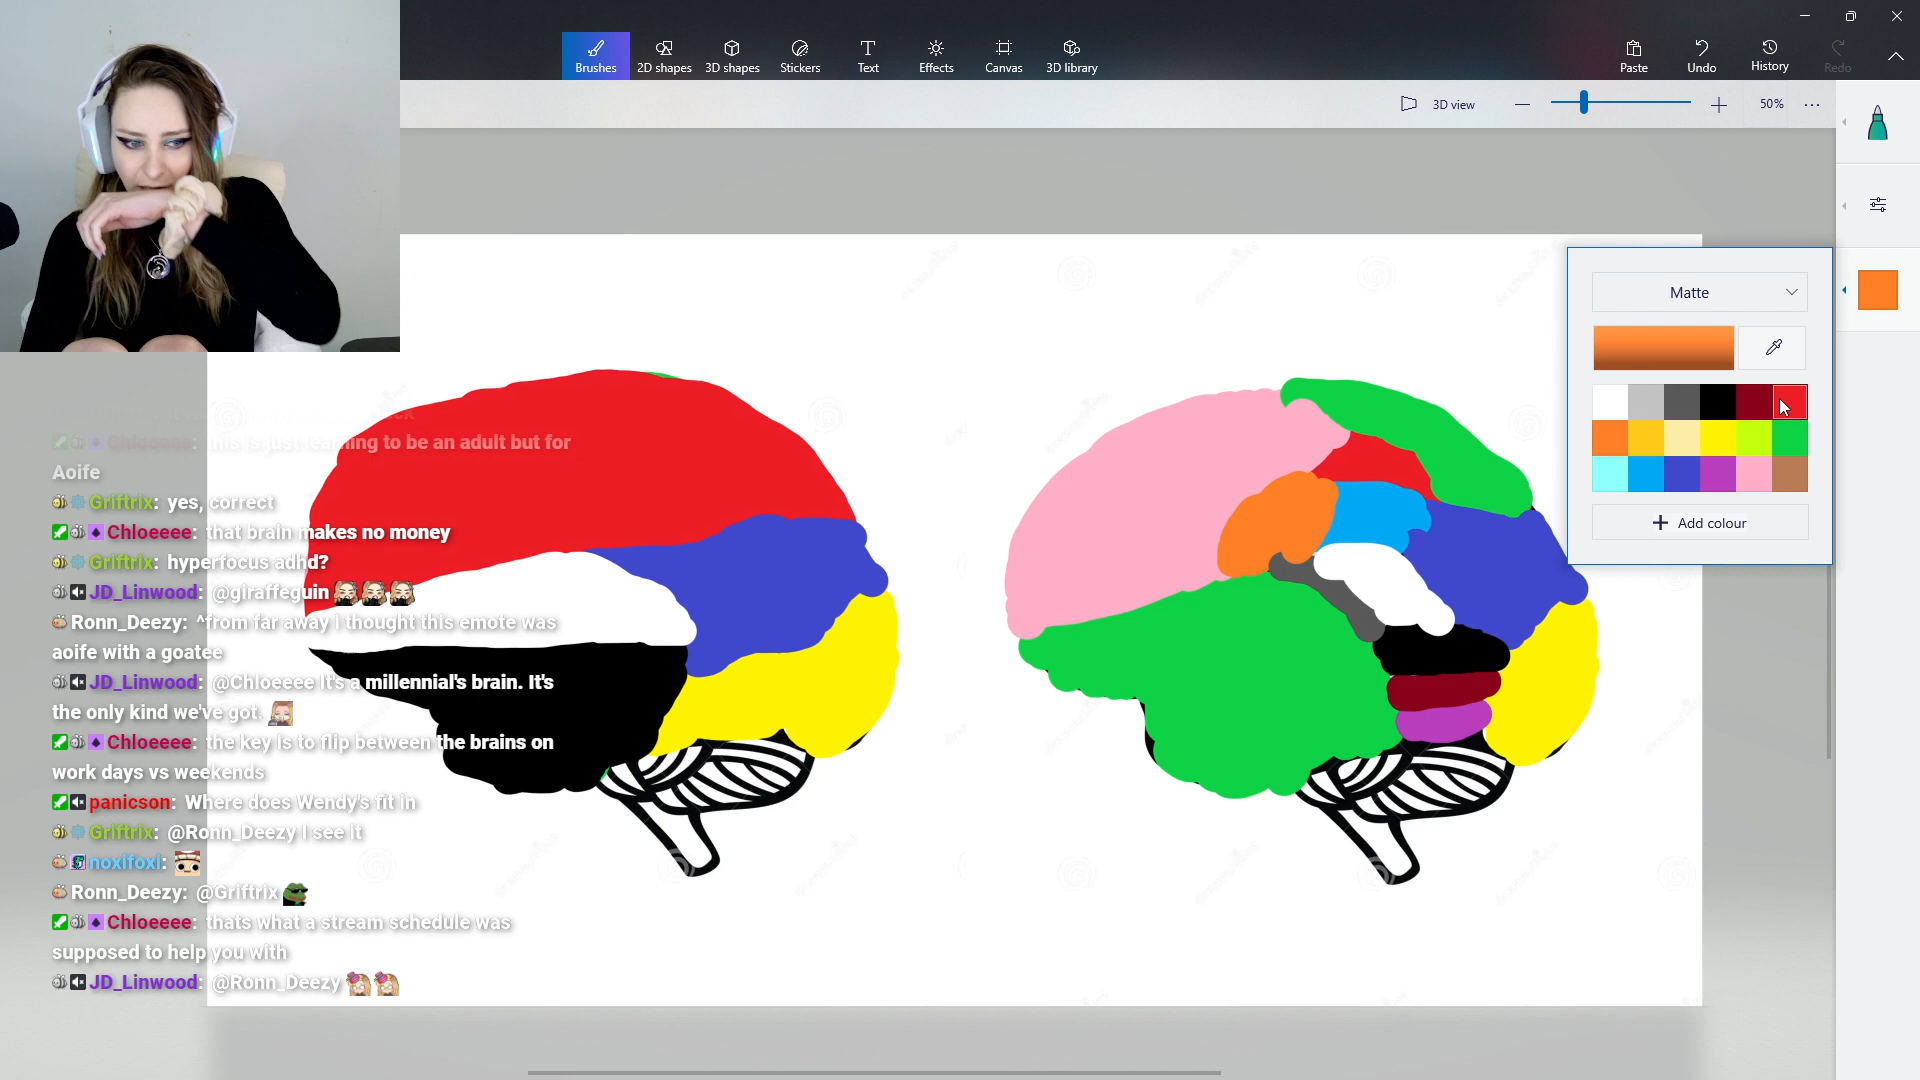 Brushes
2D shapes
3D shapes
Stickers
Text
Effects
Canvas
3D library
Paste
Undo
History
Redo
3D view
50%
Matte
Add colour
Chloeeee: this is just learning to be an adult but for
Aoife
Griftrix: yes, correct
Chloeeee: that brain makes no money
Griftrix: hyperfocus adhd?
JD_Linwood: @giraffeguin
Ronn_Deezy: ^from far away i thought this emote was
aoife with a goatee
JD_Linwood: @Chloeeee It's a millennial's brain. It's
the only kind we've got.
Chloeeee: the key is to flip between the brains on
work days vs weekends
panicson: Where does Wendy's fit in
Griftrix: @Ronn_Deezy I see it
noxifoxi:
Ronn_Deezy: @Griftrix
Chloeeee: thats what a stream schedule was
supposed to help you with
JD_Linwood: @Ronn_Deezy